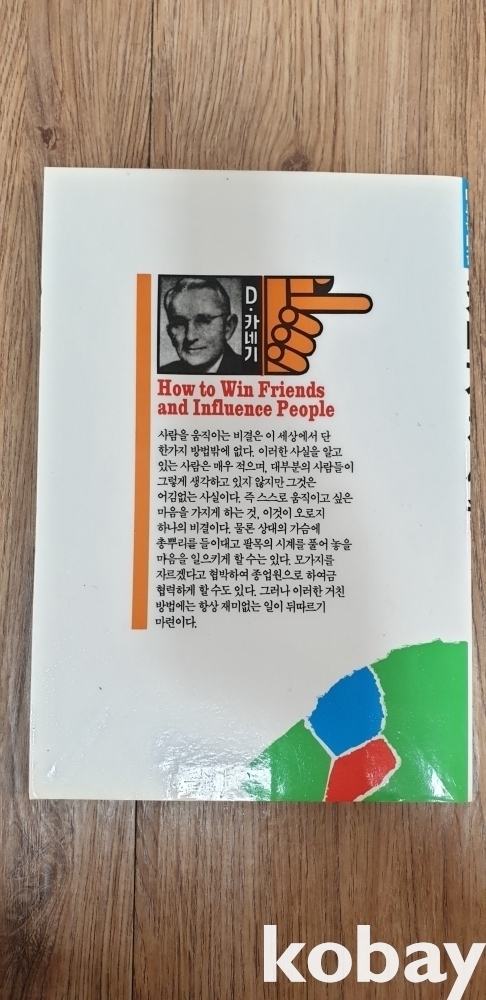 D·카네기
How to Win Friends
and Influence People
사람을 움직이는 비결은 이 세상에서 단
한가지 방법밖에 없다. 이러한 사실을 알고
있는 사람은 매우 적으며, 대부분의 사람들이
그렇게 생각하고 있지 않지만 그것은
어김없는 사실이다. 즉 스스로 움직이고 싶은
마음을 가지게 하는 것, 이것이 오로지
하나의 비결이다. 물론 상대의 가슴에
총뿌리를 들이대고 팔목의 시계를 풀어 놓을
마음을 일으키게 할 수는 있다. 모가지를
자르겠다고 협박하여 종업원으로 하여금
협력하게 할 수도 있다. 그러나 이러한 거친
방법에는 항상 재미없는 일이 뒤따르기
마련이다.
kobay